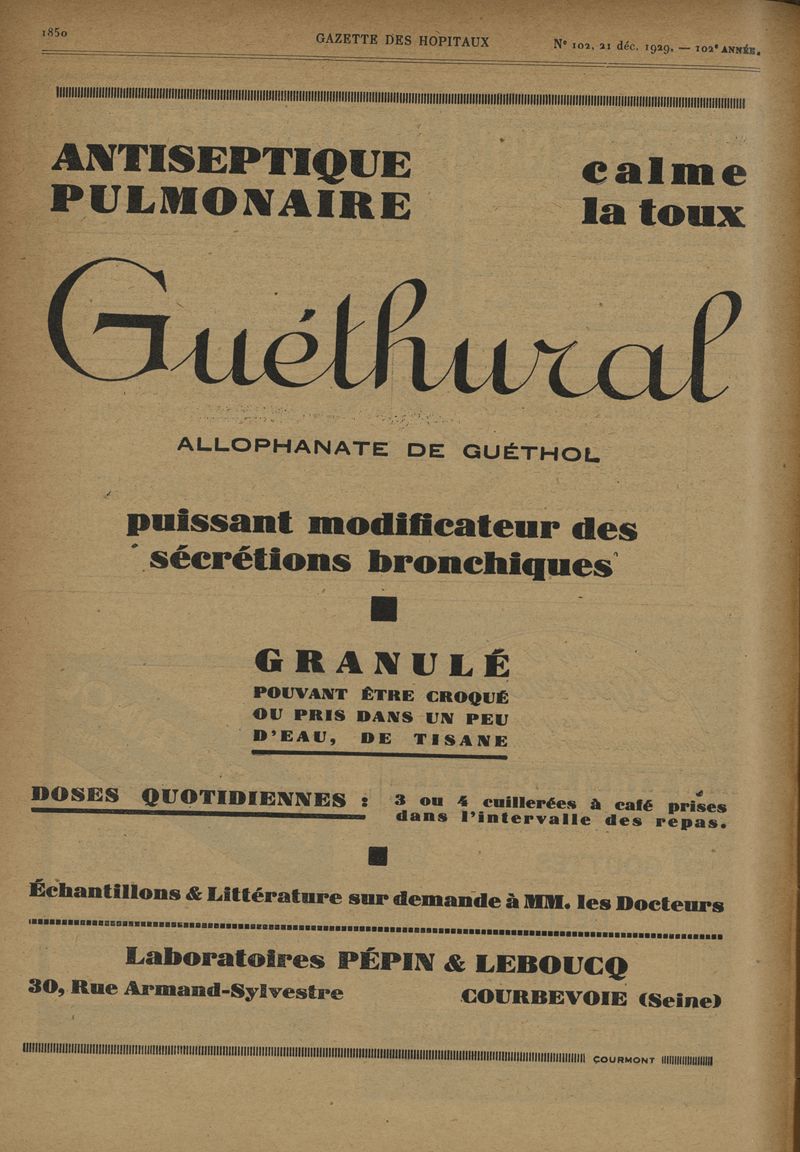 1850
GAZETTE DES HOPITAUX
N° 102, 21 déc. 1929. — 102e ANNÉE.
ANTISEPTIQUE
PULMONAIRE
calme
la toux
Guéthural
ALLOPHANATE DE GUÉTHOL
puissant modificateur des
sécrétions bronchiques
GRANULÉ
POUVANT ÊTRE CROQUÉ
OU PRIS DANS UN PEU
D'EAU, DE TISANE
DOSES QUOTIDIENNES : 3 ou 4 cuillerées à café prises
dans l'intervalle des repas.
Échantillons & Littérature sur demande à MM. les Docteurs
Laboratoires PÉPIN & LEBOUCQ
30, Rue Armand-Sylvestre COURBEVOIE (Seine)
COURMONT